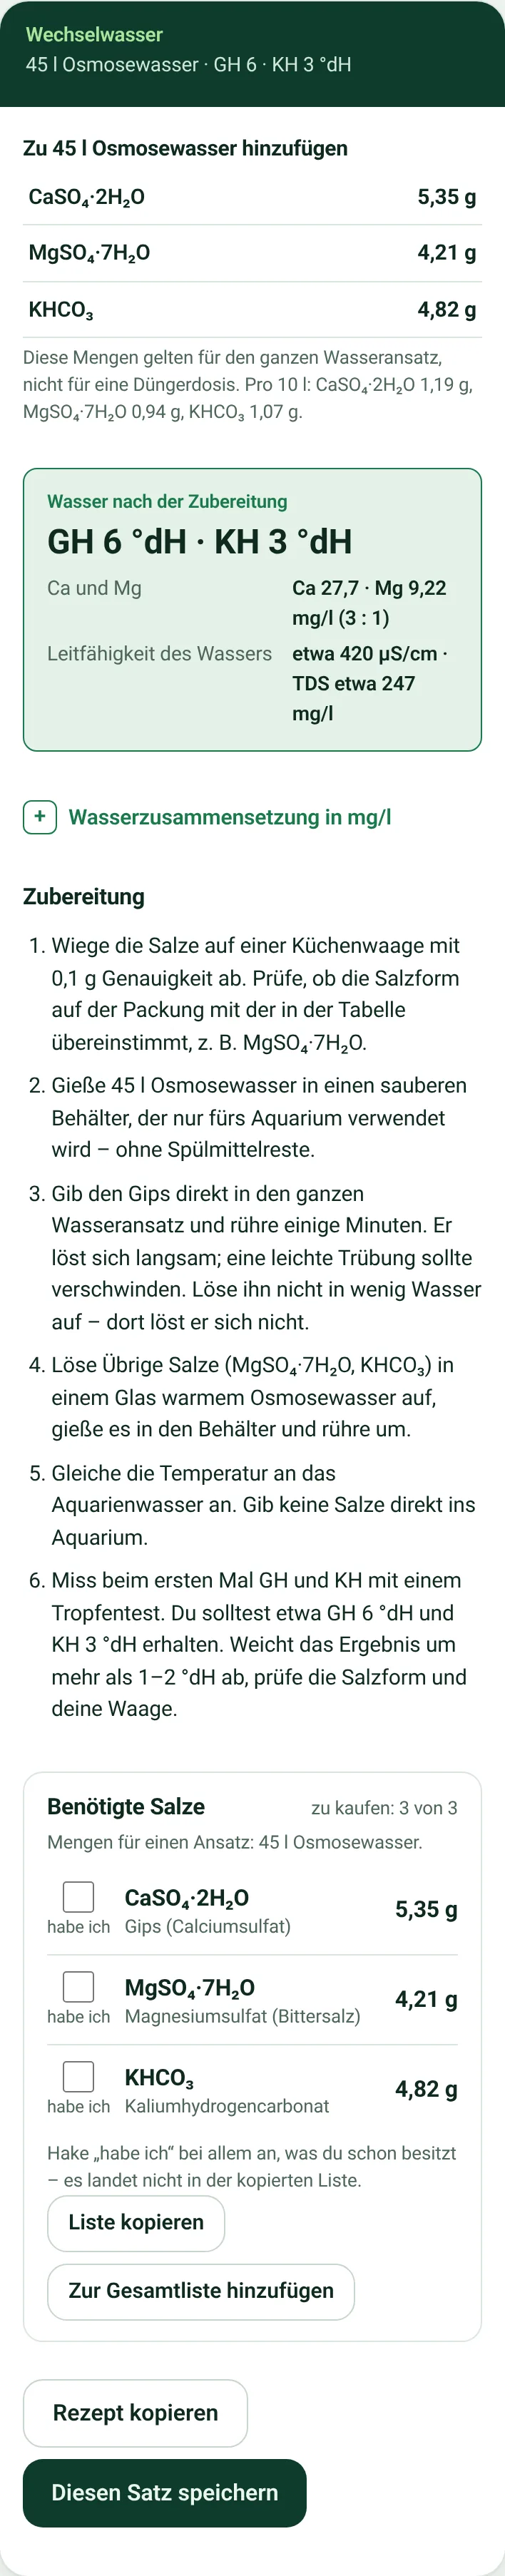 Wechselwasser
45 l Osmosewasser · GH 6 · KH 3 °dH
Zu 45 l Osmosewasser hinzufügen
CaSO₄·2H₂O 5,35 g
MgSO₄·7H₂O 4,21 g
KHCO₃ 4,82 g
Diese Mengen gelten für den ganzen Wasseransatz,
nicht für eine Düngerdosis. Pro 10 l: CaSO₄·2H₂O 1,19 g,
MgSO₄·7H₂O 0,94 g, KHCO₃ 1,07 g.
Wasser nach der Zubereitung
GH 6 °dH · KH 3 °dH
Ca und Mg Ca 27,7 · Mg 9,22
mg/l (3 : 1)
Leitfähigkeit des Wassers etwa 420 µS/cm ·
TDS etwa 247
mg/l
+ Wasserzusammensetzung in mg/l
Zubereitung
1. Wiege die Salze auf einer Küchenwaage mit
0,1 g Genauigkeit ab. Prüfe, ob die Salzform
auf der Packung mit der in der Tabelle
übereinstimmt, z. B. MgSO₄·7H₂O.
2. Gieße 45 l Osmosewasser in einen sauberen
Behälter, der nur fürs Aquarium verwendet
wird – ohne Spülmittelreste.
3. Gib den Gips direkt in den ganzen
Wasseransatz und rühre einige Minuten. Er
löst sich langsam; eine leichte Trübung sollte
verschwinden. Löse ihn nicht in wenig Wasser
auf – dort löst er sich nicht.
4. Löse Übrige Salze (MgSO₄·7H₂O, KHCO₃) in
einem Glas warmem Osmosewasser auf,
gieße es in den Behälter und rühre um.
5. Gleiche die Temperatur an das
Aquarienwasser an. Gib keine Salze direkt ins
Aquarium.
6. Miss beim ersten Mal GH und KH mit einem
Tropfentest. Du solltest etwa GH 6 °dH und
KH 3 °dH erhalten. Weicht das Ergebnis um
mehr als 1–2 °dH ab, prüfe die Salzform und
deine Waage.
Benötigte Salze zu kaufen: 3 von 3
Mengen für einen Ansatz: 45 l Osmosewasser.
CaSO₄·2H₂O 5,35 g
habe ich Gips (Calciumsulfat)
MgSO₄·7H₂O 4,21 g
habe ich Magnesiumsulfat (Bittersalz)
KHCO₃ 4,82 g
habe ich Kaliumhydrogencarbonat
Hake „habe ich“ bei allem an, was du schon besitzt
– es landet nicht in der kopierten Liste.
Liste kopieren
Zur Gesamtliste hinzufügen
Rezept kopieren
Diesen Satz speichern